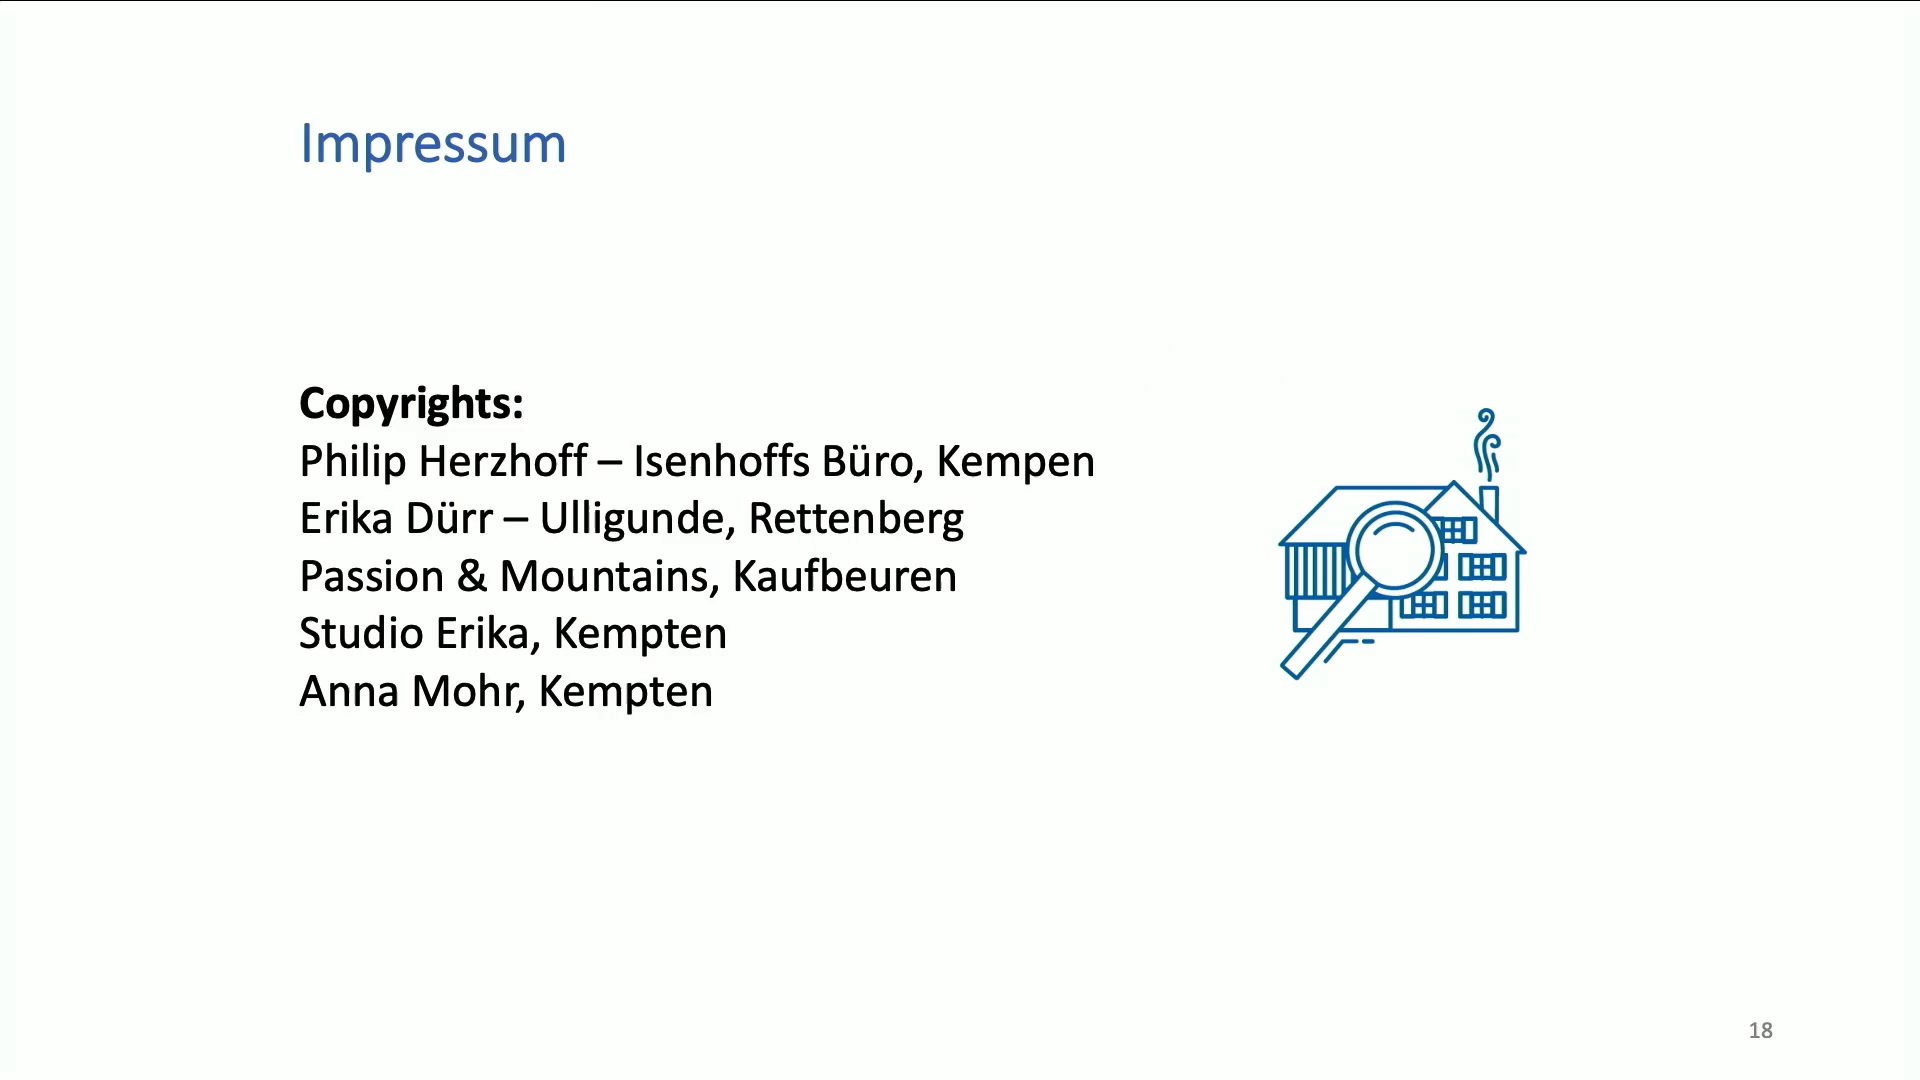 Impressum
Copyrights:
Philip Herzhoff – Isenhoffs Büro, Kempen
Erika Dürr – Ulligunde, Rettenberg
Passion & Mountains, Kaufbeuren
Studio Erika, Kempten
Anna Mohr, Kempten
18